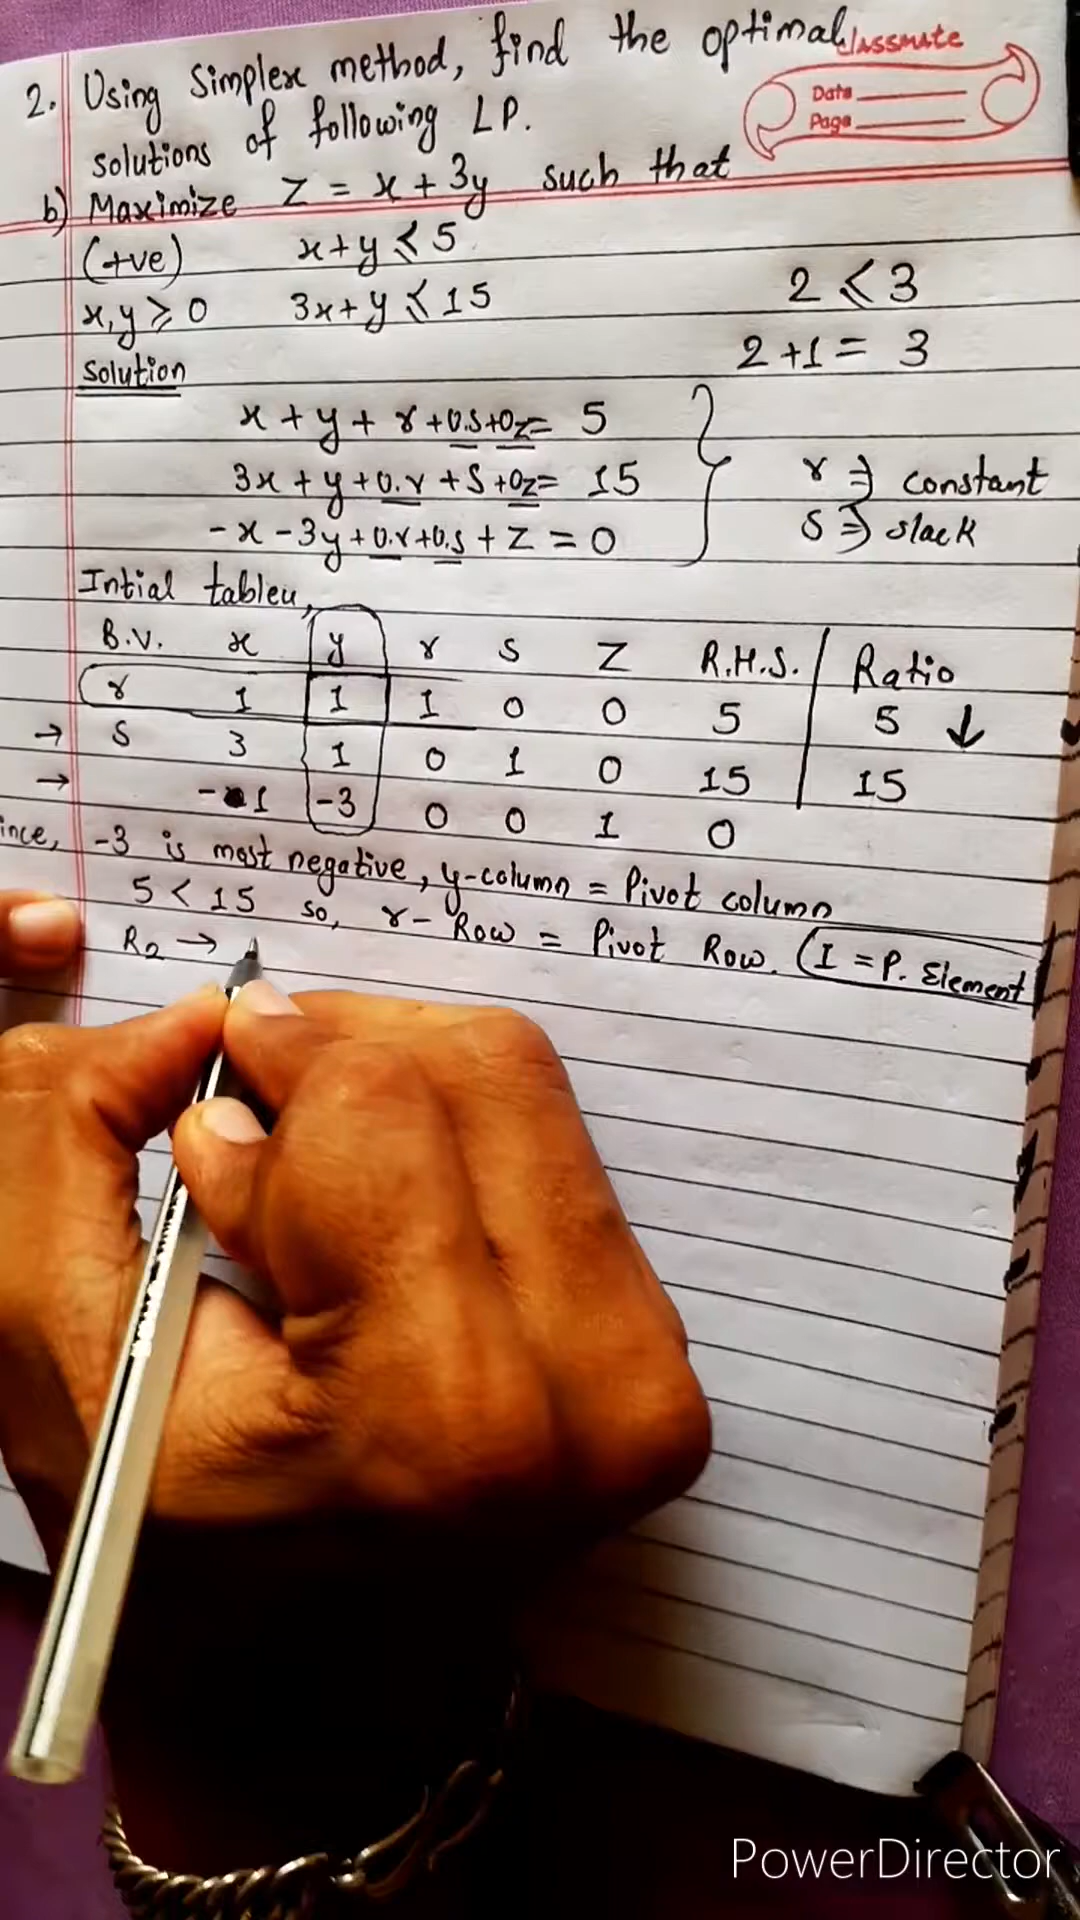 2. Using Simplex method, find the optimal
classmate
Date
Page
solutions of following LP.
b) Maximize Z = x + 3y such that
(+ve) x+y ⩽ 5
x,y ⩾ 0 3x+y ⩽ 15 2 ⩽ 3
2+1 = 3
Solution
x + y + r + 0.s + 0z = 5
3x + y + 0.r + s + 0z = 15 r ⇒ constant
-x - 3y + 0.r + 0.s + z = 0 s ⇒ slack
Intial tableu,
B.V. x y r s z R.H.S. Ratio
r 1 1 1 0 0 5 5 ↓
→ s 3 1 0 1 0 15 15
→ -1 -3 0 0 1 0
ince, -3 is most negative, y-column = Pivot column
5 < 15 so, r-Row = Pivot Row. (1 = P. Element
R2 →
PowerDirector